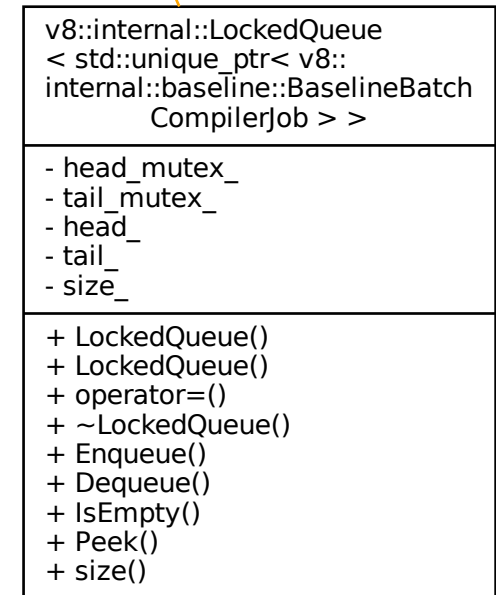 v8::internal::LockedQueue
< std::unique_ptr< v8::
internal::baseline::BaselineBatch
CompilerJob > >
- head_mutex_
- tail_mutex_
- head_
- tail_
- size_
+ LockedQueue()
+ LockedQueue()
+ operator=()
+ ~LockedQueue()
+ Enqueue()
+ Dequeue()
+ IsEmpty()
+ Peek()
+ size()